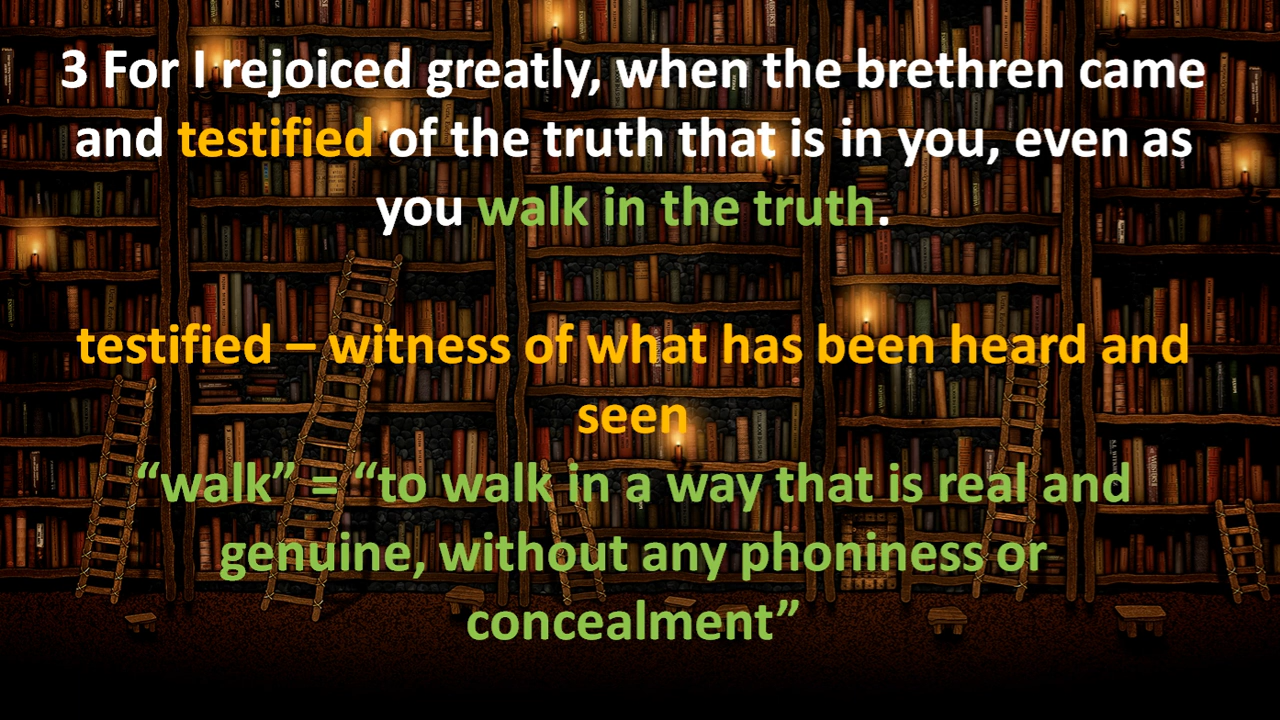 3 For I rejoiced greatly, when the brethren came
and testified of the truth that is in you, even as
you walk in the truth.
testified – witness of what has been heard and
seen
“walk” = “to walk in a way that is real and
genuine, without any phoniness or
concealment”